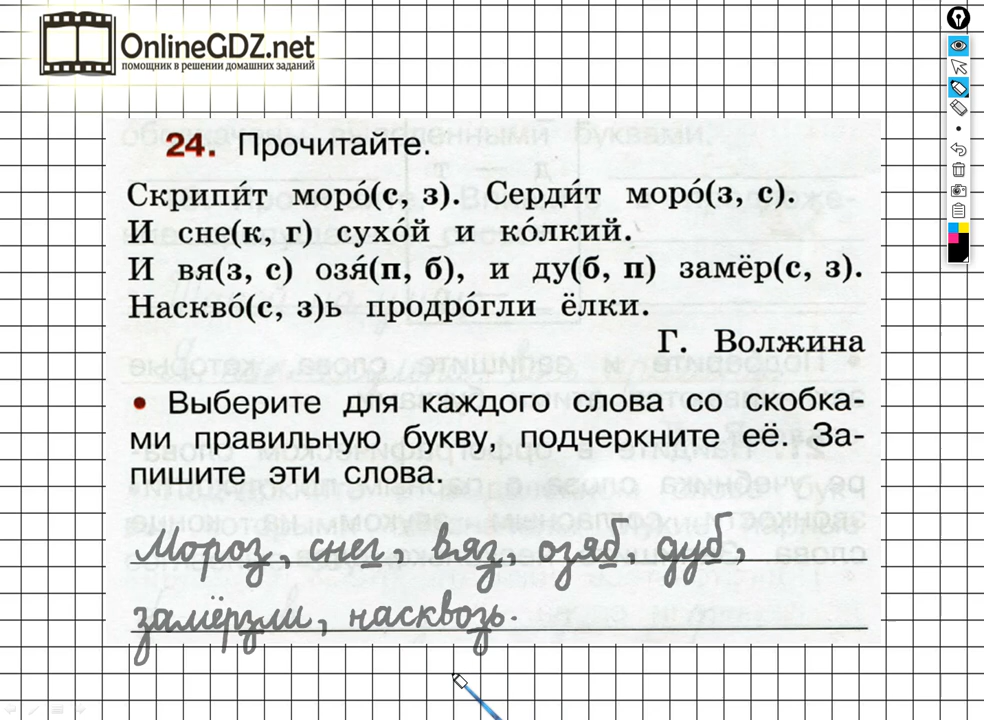 OnlineGDZ.net
помощник в решении домашних заданий
24. Прочитайте.
Скрипи́т моро́(с, з). Серди́т моро́(з, с).
И сне(к, г) сухо́й и ко́лкий.
И вя(з, с) озя́(п, б), и ду(б, п) замёр(с, з).
Наскво́(с, з)ь продро́гли ёлки.
Г. Волжина
• Выберите для каждого слова со скобка-
ми правильную букву, подчеркните её. За-
пишите эти слова.
Мороз, снег, вяз, озяб, дуб,
замёрзли, насквозь.